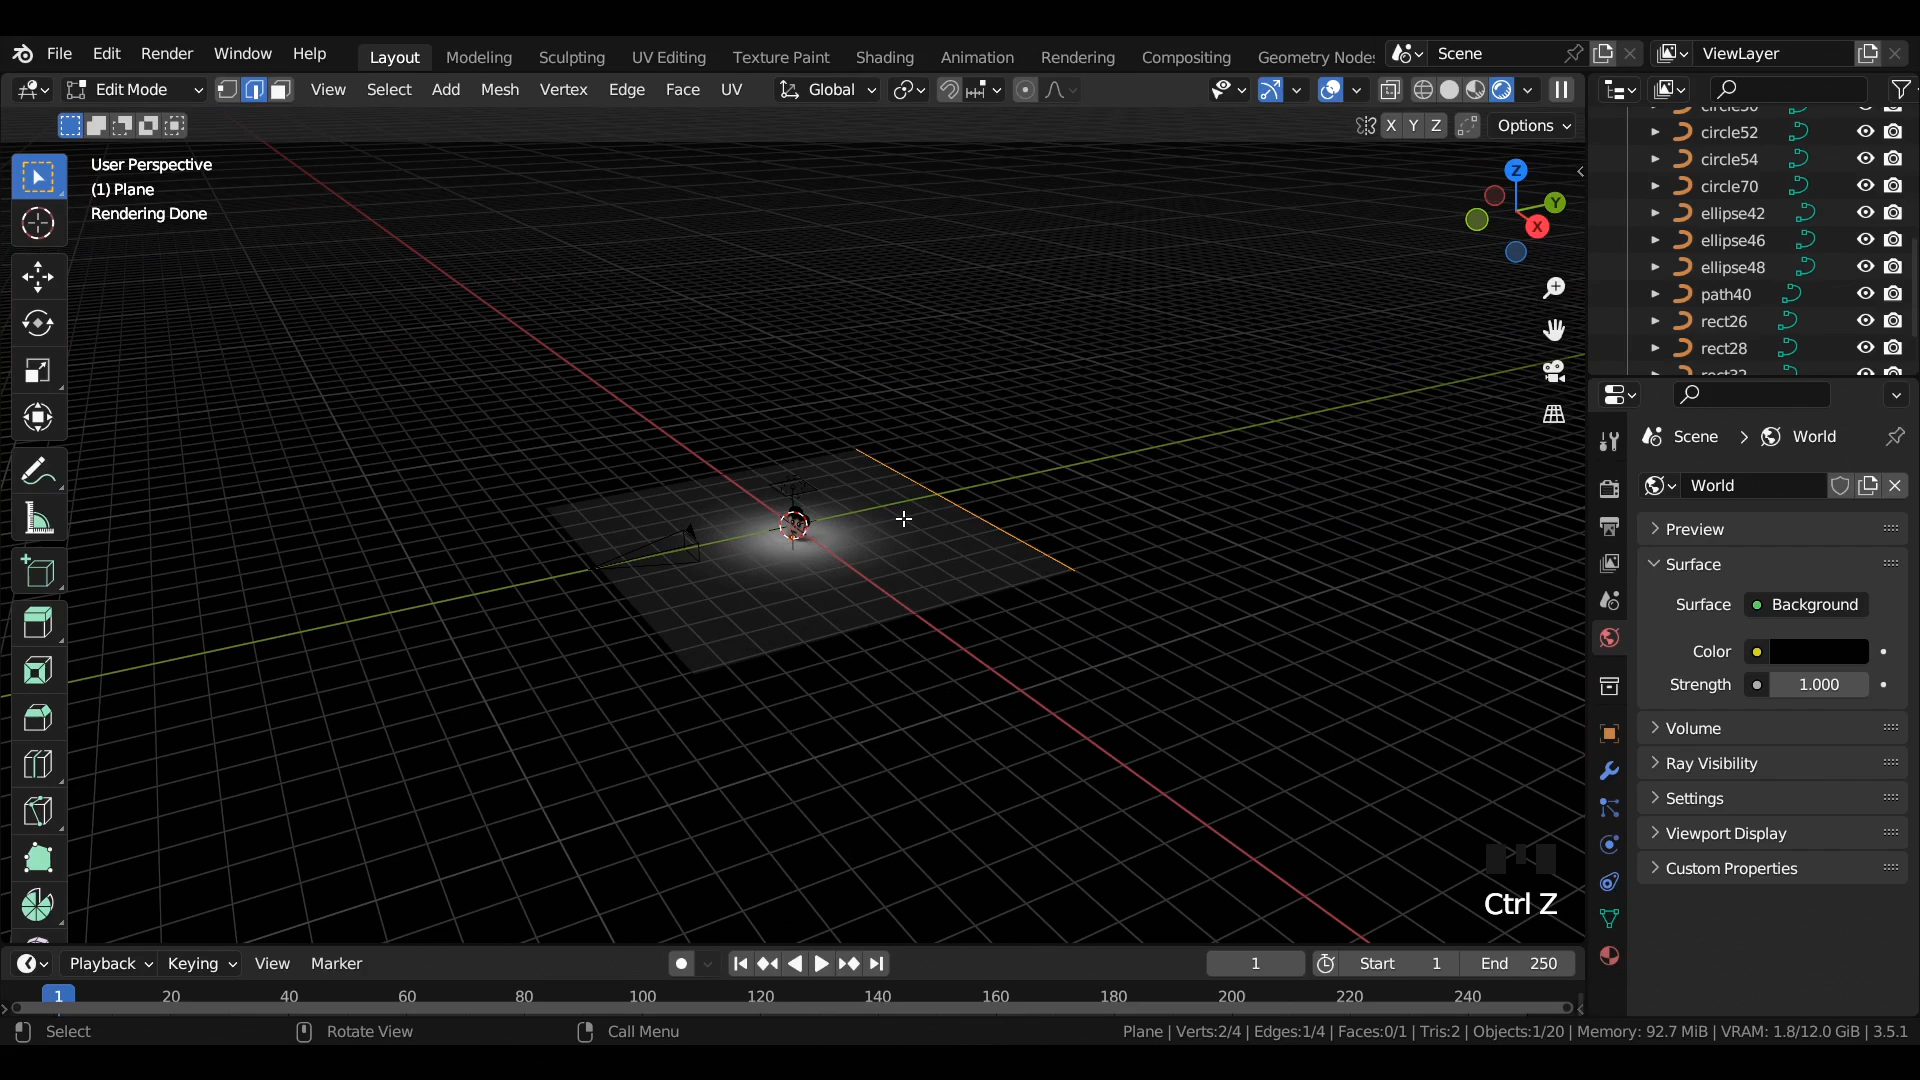 File Edit Render Window Help Layout Modeling Sculpting UV Editing Texture Paint Shading Animation Rendering Compositing Geometry Nodes Scene ViewLayer
Edit Mode View Select Add Mesh Vertex Edge Face UV Global
X Y Z Options
User Perspective
(1) Plane
Rendering Done
Z
Y
X
circle52
circle54
circle70
ellipse42
ellipse46
ellipse48
path40
rect26
rect28
Scene > World
World
Preview
Surface
Surface Background
Color
Strength 1.000
Volume
Ray Visibility
Settings
Viewport Display
Custom Properties
Ctrl Z
Playback Keying View Marker 1 Start 1 End 250
1 20 40 60 80 100 120 140 160 180 200 220 240
Select Rotate View Call Menu Plane | Verts:2/4 | Edges:1/4 | Faces:0/1 | Tris:2 | Objects:1/20 | Memory: 92.7 MiB | VRAM: 1.8/12.0 GiB | 3.5.1